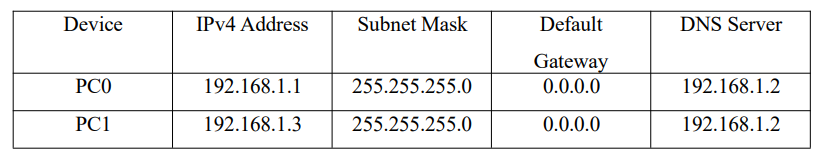 Device IPv4 Address Subnet Mask Default Gateway DNS Server
PC0 192.168.1.1 255.255.255.0 0.0.0.0 192.168.1.2
PC1 192.168.1.3 255.255.255.0 0.0.0.0 192.168.1.2